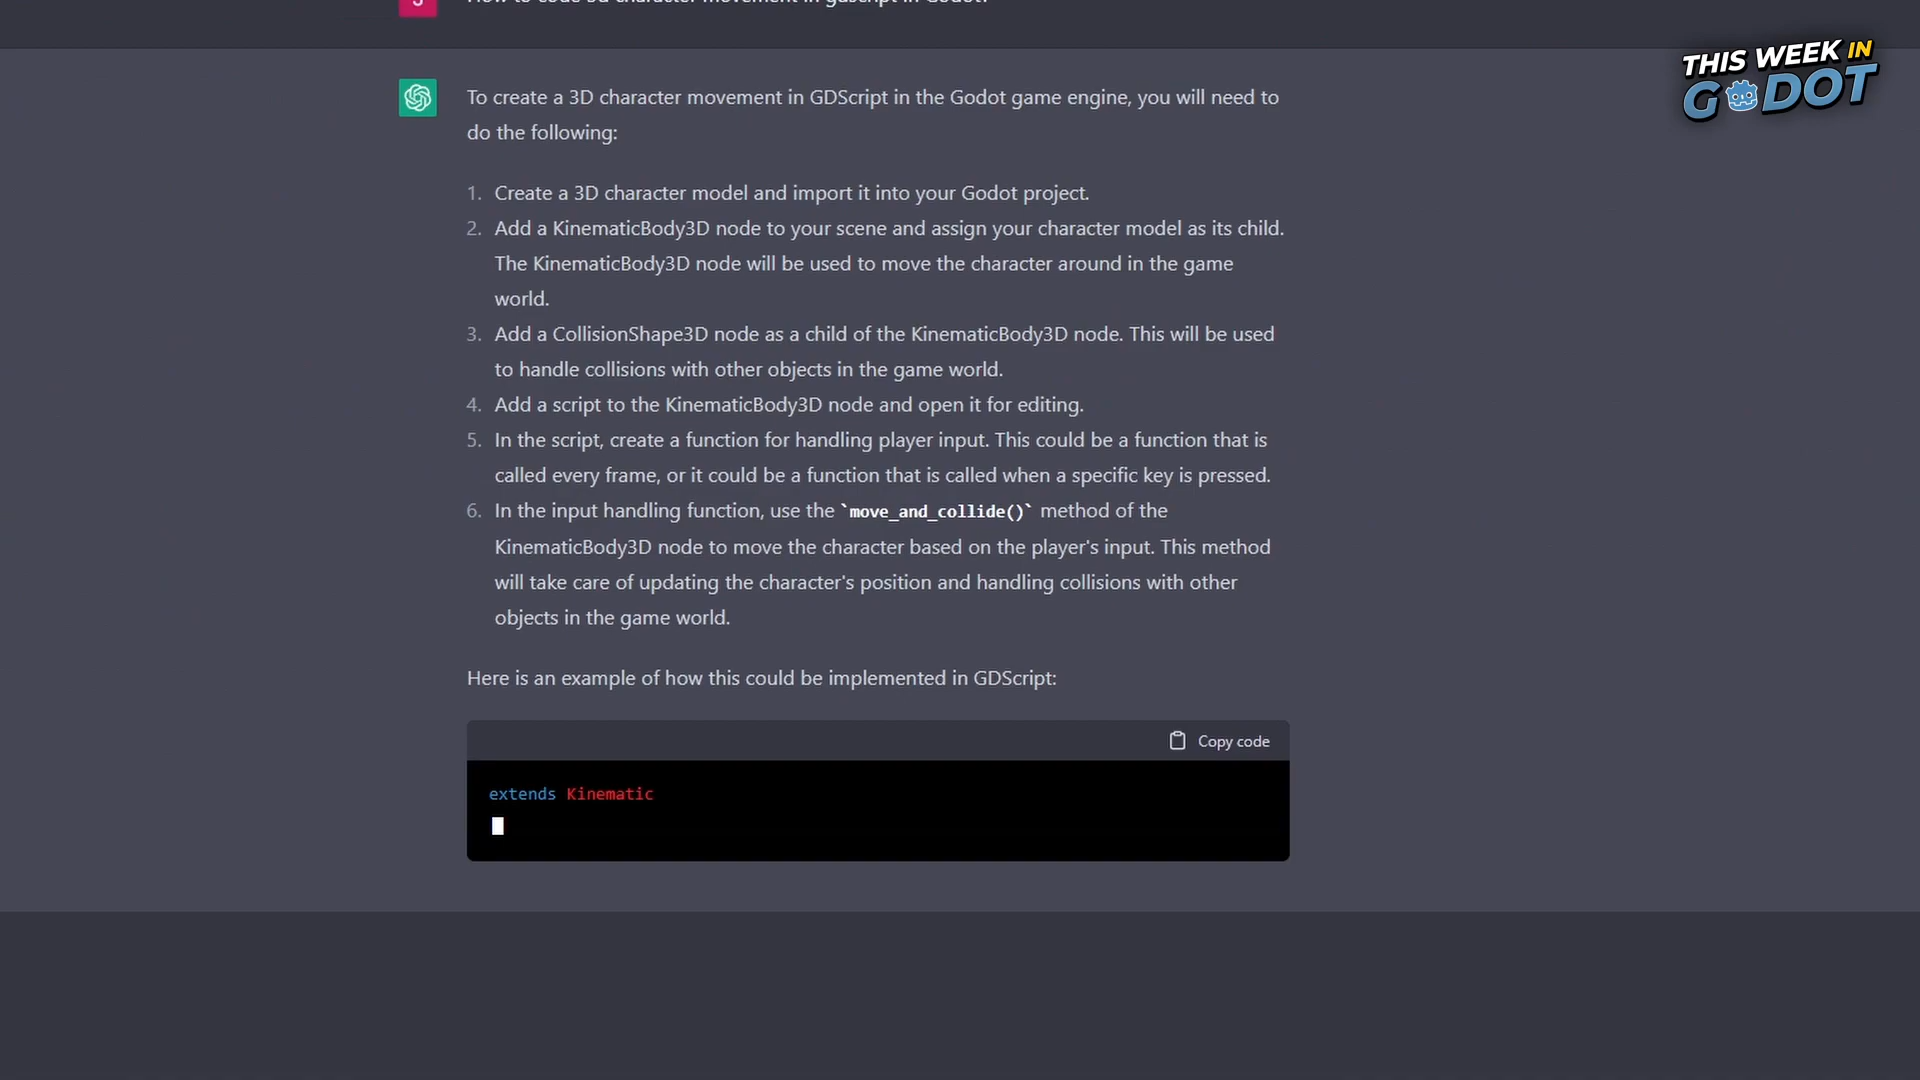 How to code 3d character movement in gdscript in Godot?
THIS WEEK IN
GODOT
To create a 3D character movement in GDScript in the Godot game engine, you will need to
do the following:
1. Create a 3D character model and import it into your Godot project.
2. Add a KinematicBody3D node to your scene and assign your character model as its child.
The KinematicBody3D node will be used to move the character around in the game
world.
3. Add a CollisionShape3D node as a child of the KinematicBody3D node. This will be used
to handle collisions with other objects in the game world.
4. Add a script to the KinematicBody3D node and open it for editing.
5. In the script, create a function for handling player input. This could be a function that is
called every frame, or it could be a function that is called when a specific key is pressed.
6. In the input handling function, use the `move_and_collide()` method of the
KinematicBody3D node to move the character based on the player's input. This method
will take care of updating the character's position and handling collisions with other
objects in the game world.
Here is an example of how this could be implemented in GDScript:
Copy code
extends Kinematic